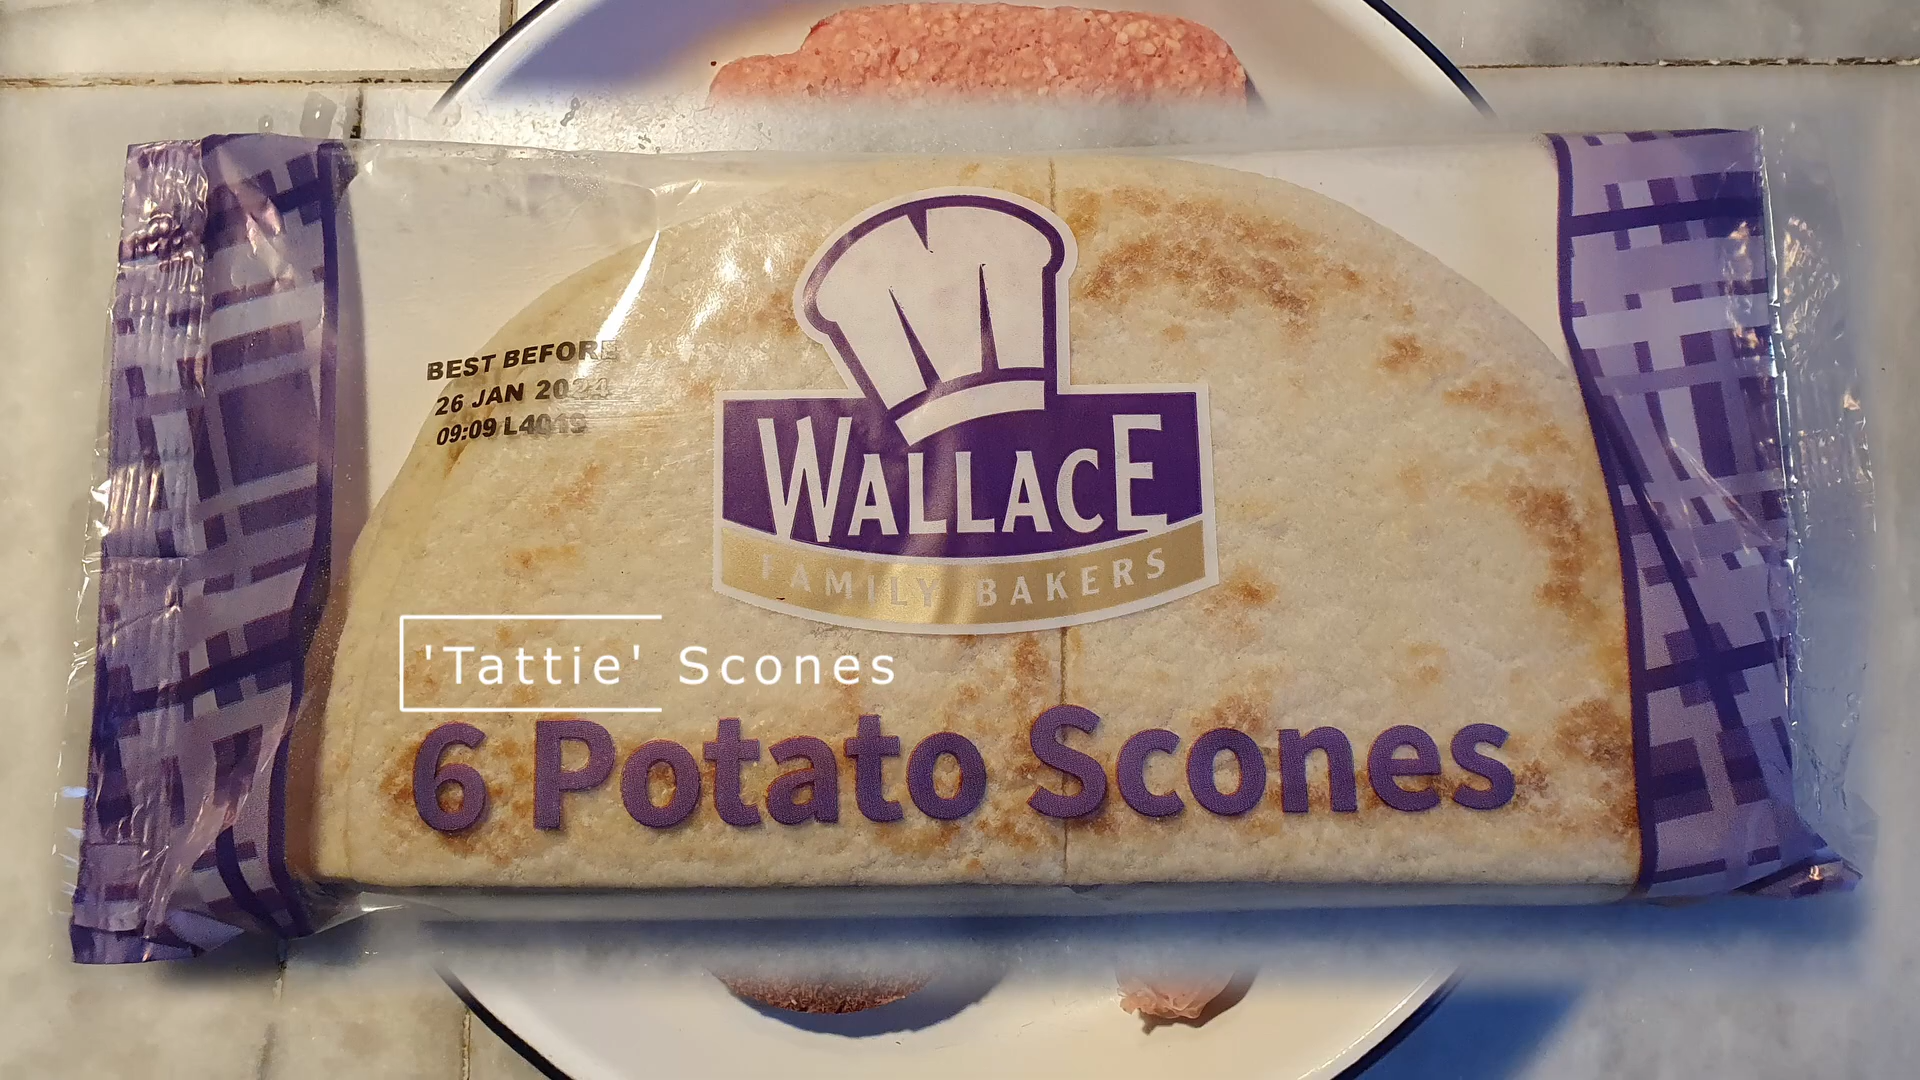 BEST BEFORE
26 JAN 2024
09:09 L4019
WALLACE
FAMILY BAKERS
'Tattie' Scones
6 Potato Scones